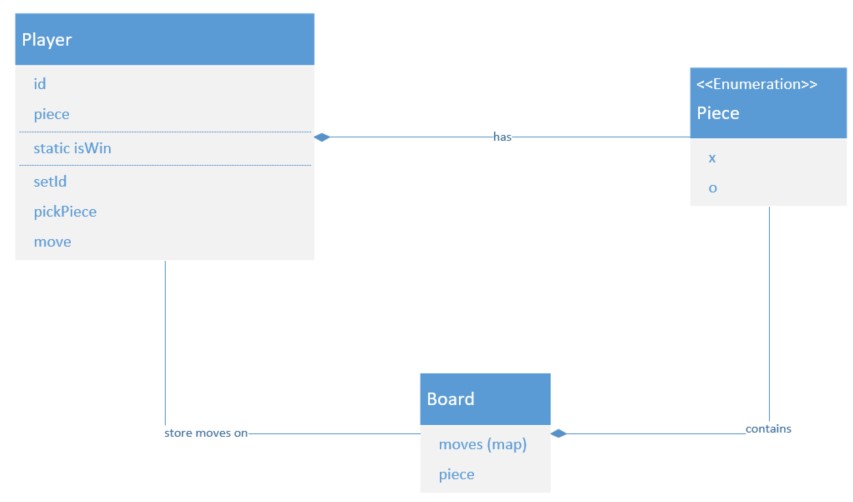 Player
id
piece
static isWin
setId
pickPiece
move
has
<<Enumeration>>
Piece
x
o
store moves on
Board
moves (map)
piece
contains